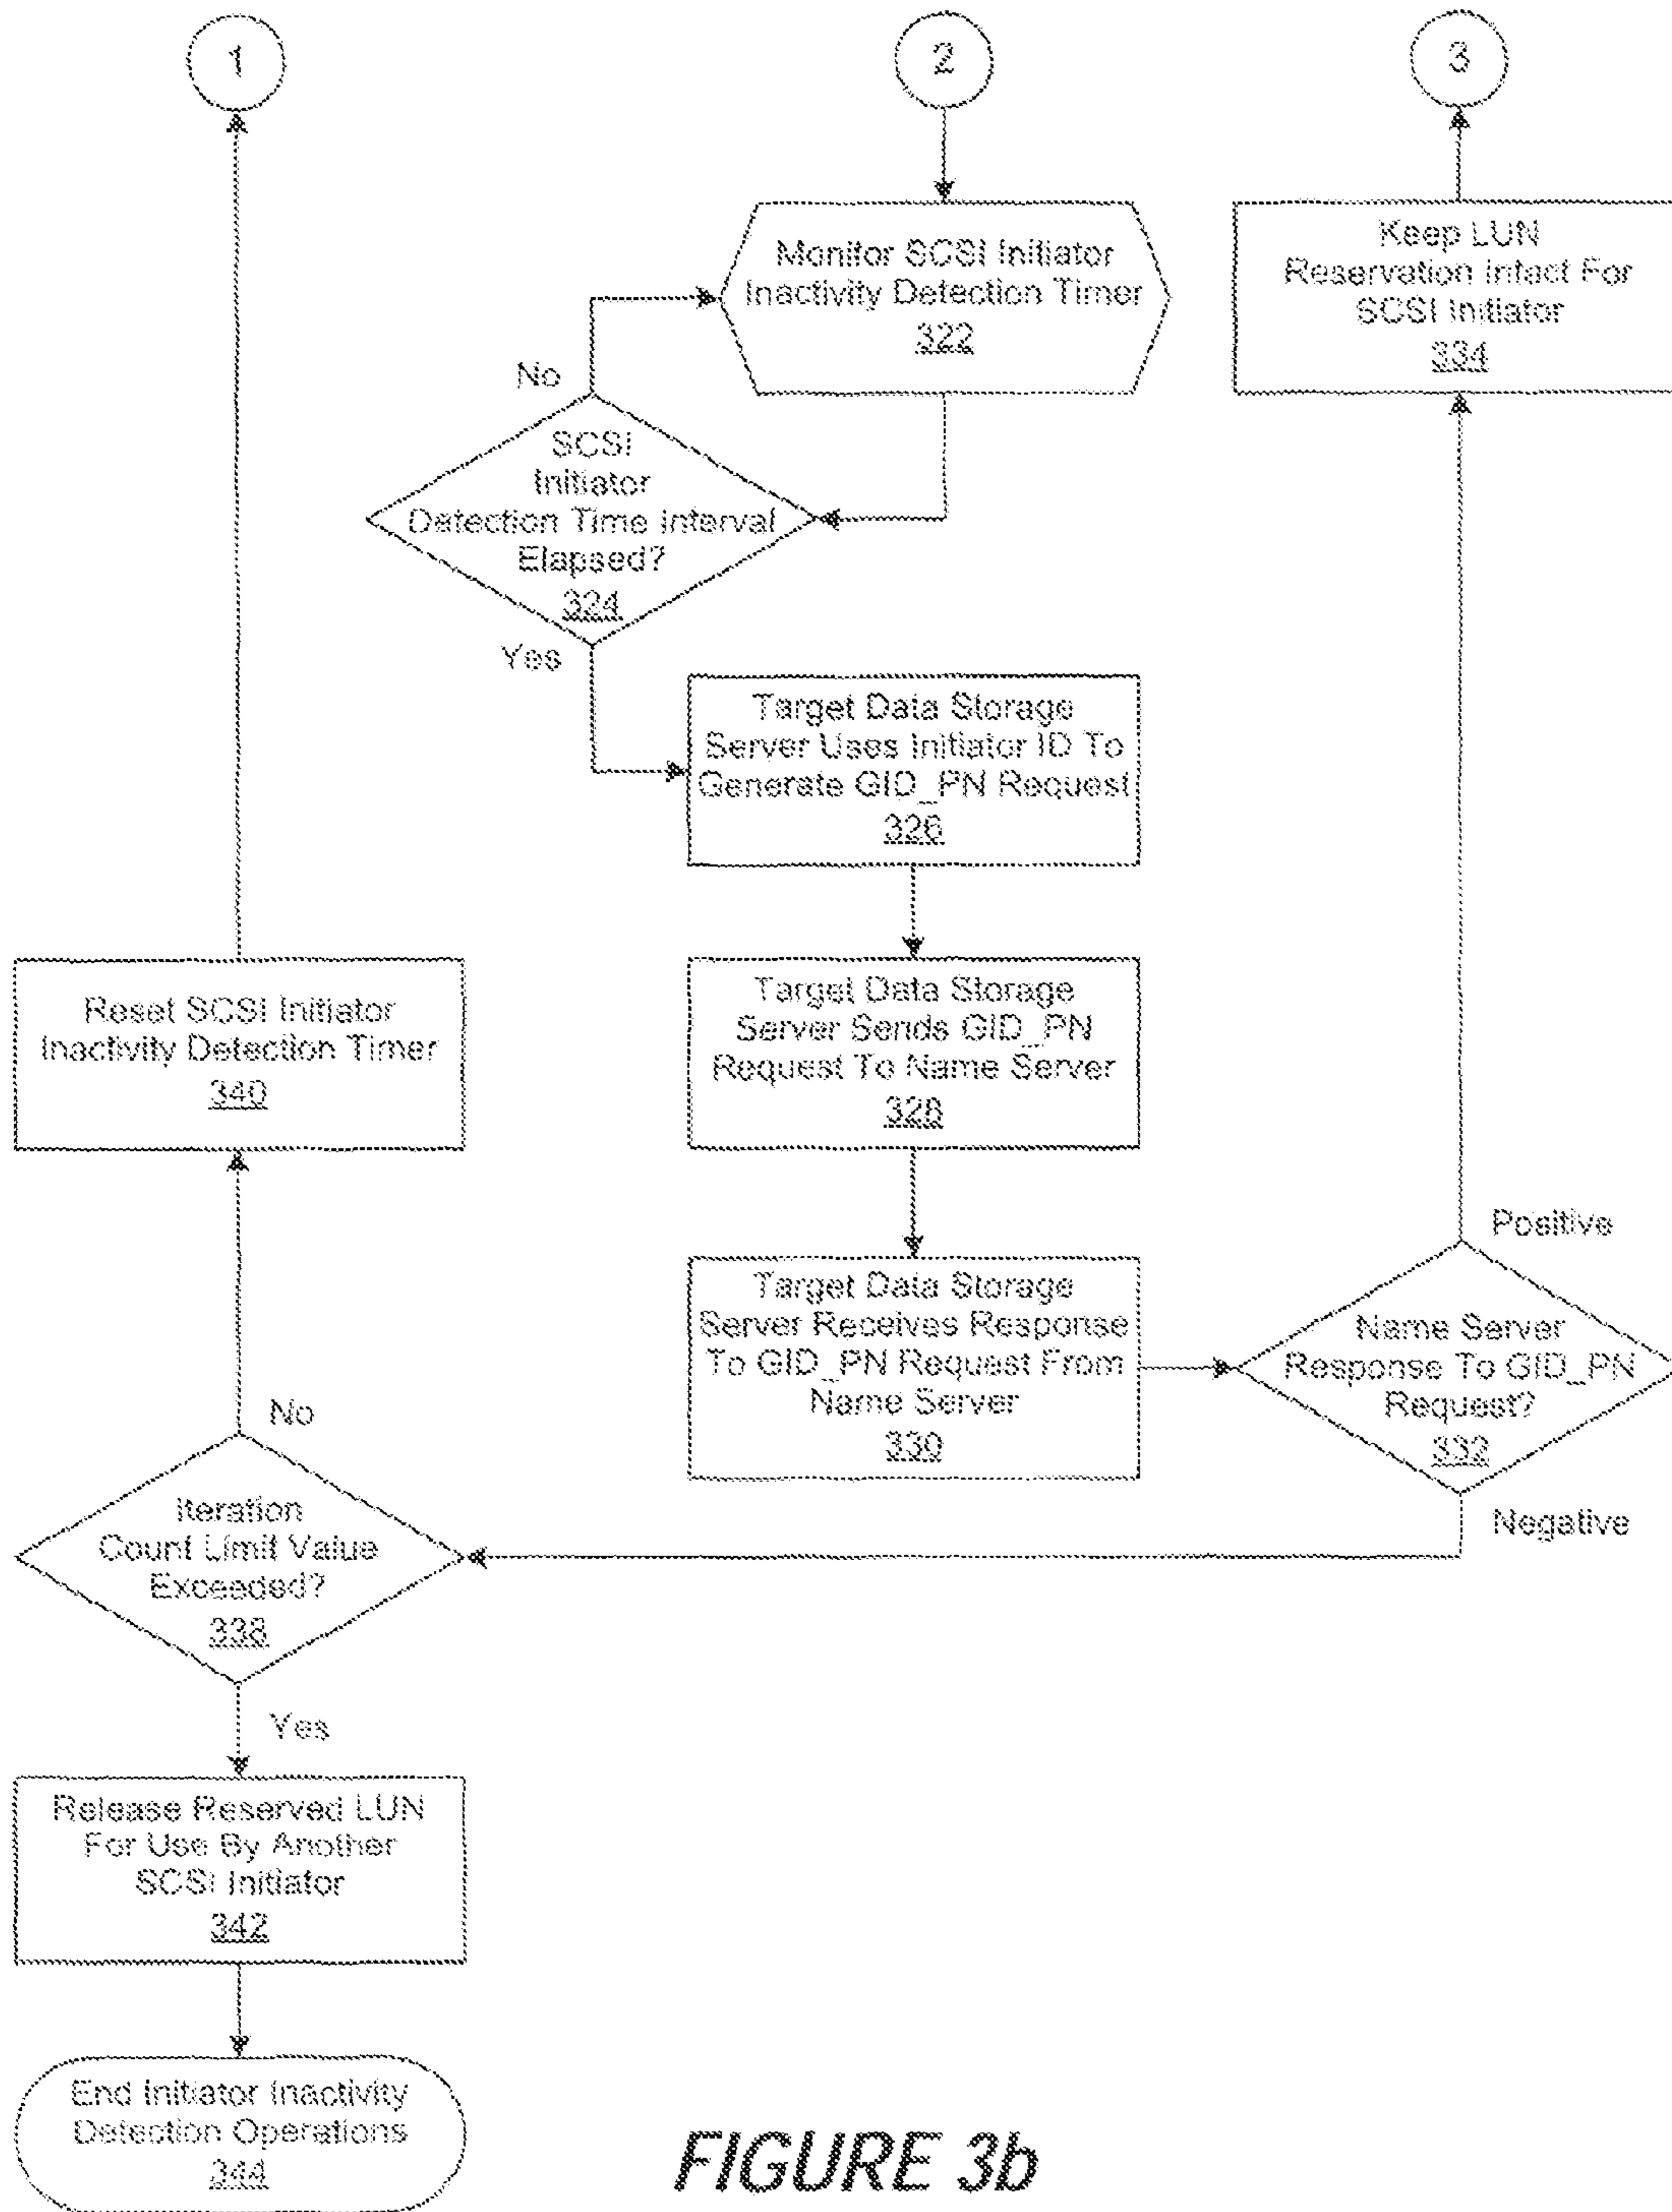 1
2
3
Monitor SCSI Initiator
Inactivity Detection Timer
322
Keep LUN
Reservation Intact For
SCSI Initiator
334
No
SCSI
Initiator
Detection Time Interval
Elapsed?
324
Yes
Target Data Storage
Server Uses Initiator ID To
Generate GID_PN Request
326
Reset SCSI Initiator
Inactivity Detection Timer
340
Target Data Storage
Server Sends GID_PN
Request To Name Server
328
Target Data Storage
Server Receives Response
To GID_PN Request From
Name Server
330
Positive
Name Server
Response To GID_PN
Request?
332
Negative
No
Iteration
Count Limit Value
Exceeded?
338
Yes
Release Reserved LUN
For Use By Another
SCSI Initiator
342
End Initiator Inactivity
Detection Operations
344
FIGURE 3b